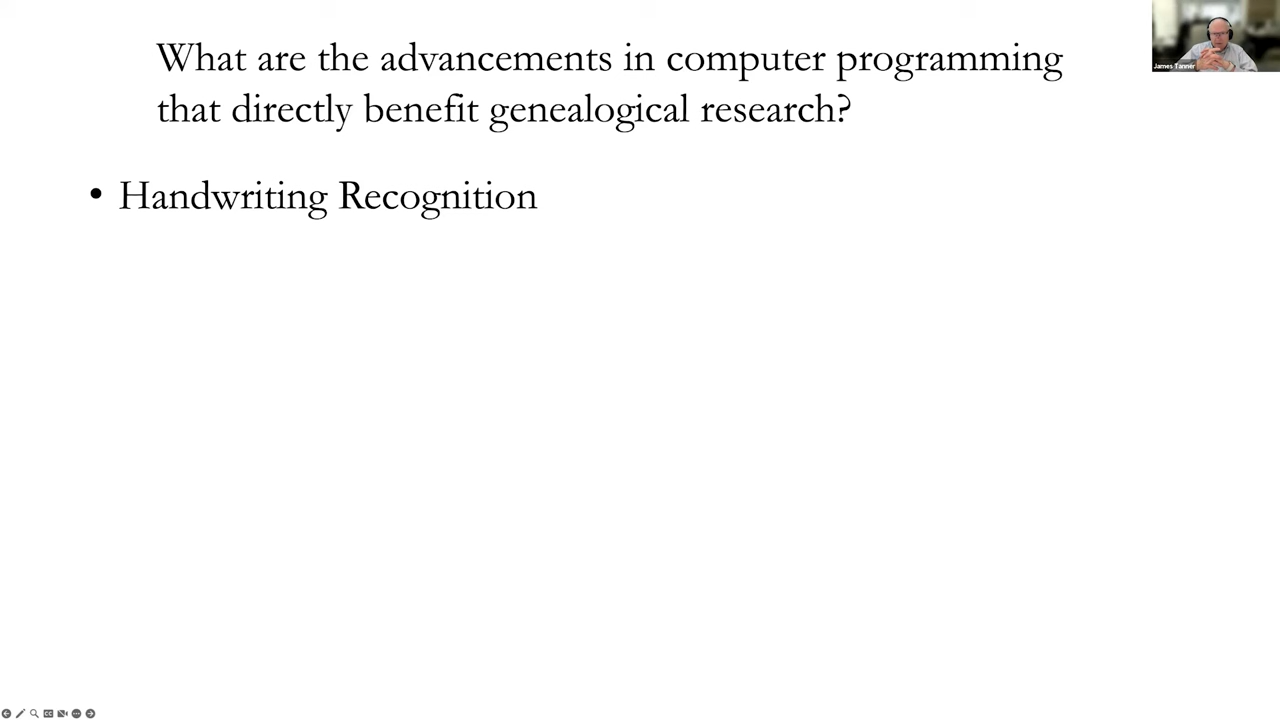 What are the advancements in computer programming
that directly benefit genealogical research?
• Handwriting Recognition
James Tanner